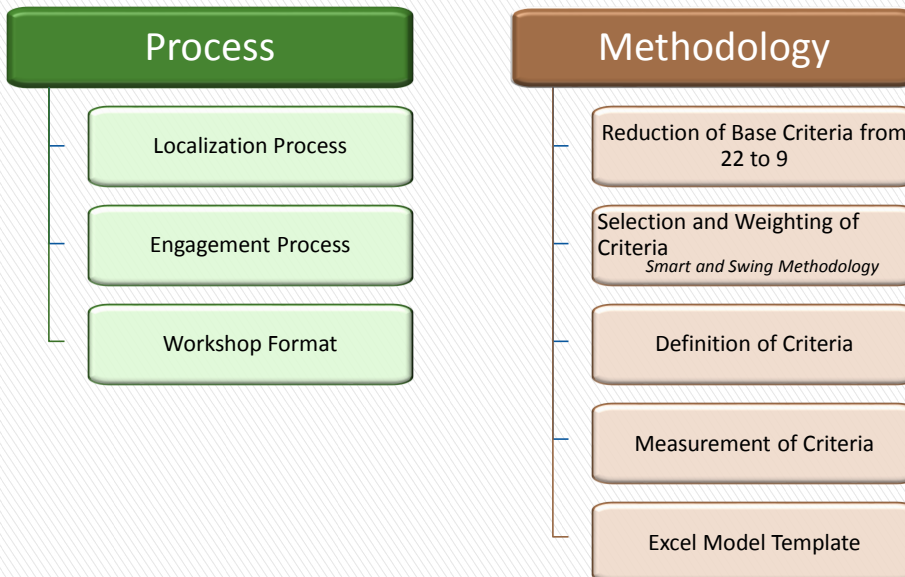 Process
Localization Process
Engagement Process
Workshop Format
Methodology
Reduction of Base Criteria from
22 to 9
Selection and Weighting of
Criteria
Smart and Swing Methodology
Definition of Criteria
Measurement of Criteria
Excel Model Template